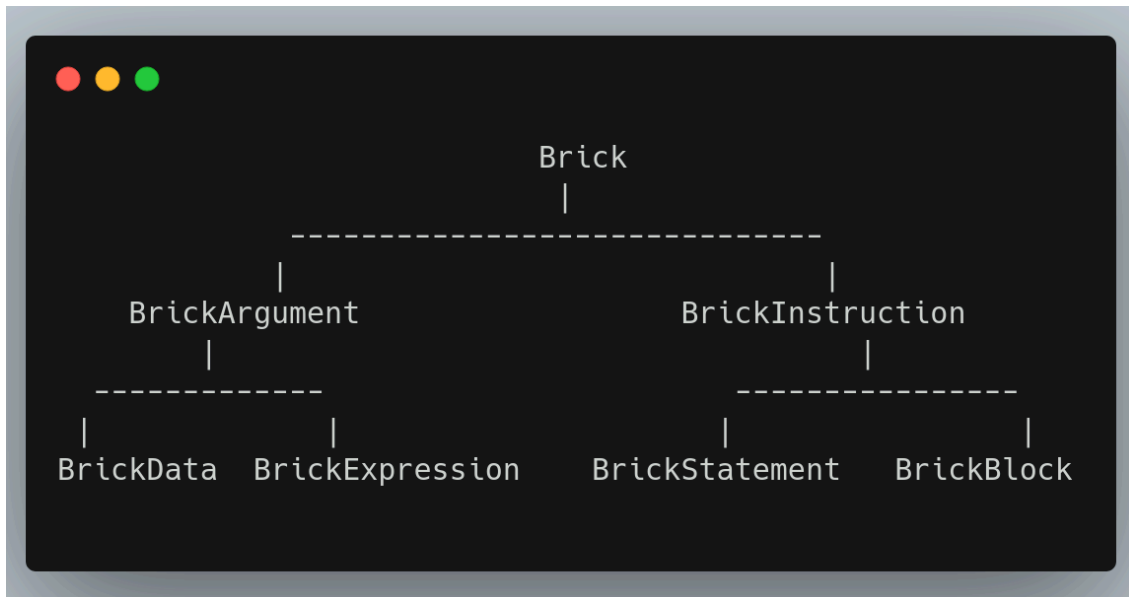 Brick
|
------------------------------
| |
BrickArgument BrickInstruction
| |
------------- ----------------
| | | |
BrickData BrickExpression BrickStatement BrickBlock